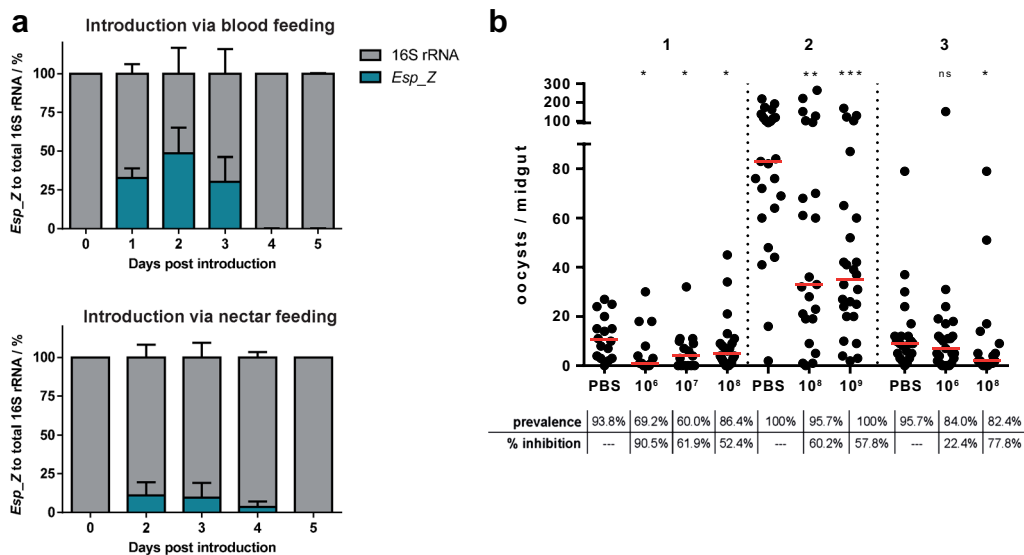 a
Introduction via blood feeding
Esp_Z to total 16S rRNA / %
100
75
50
25
0
0 1 2 3 4 5
Days post introduction
16S rRNA
Esp_Z
Introduction via nectar feeding
Esp_Z to total 16S rRNA / %
100
75
50
25
0
0 2 3 4 5
Days post introduction
b
1 2 3
* * * ** *** ns *
oocysts / midgut
300
200
100
80
60
40
20
0
PBS 10⁶ 10⁷ 10⁸ PBS 10⁸ 10⁹ PBS 10⁶ 10⁸
prevalence 93.8% 69.2% 60.0% 86.4% 100% 95.7% 100% 95.7% 84.0% 82.4%
% inhibition --- 90.5% 61.9% 52.4% --- 60.2% 57.8% --- 22.4% 77.8%